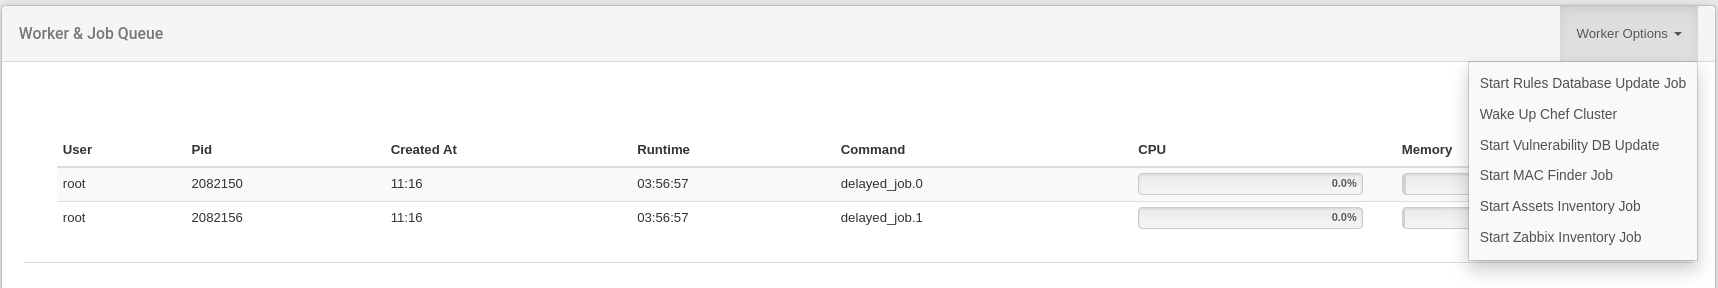 Worker & Job Queue
Worker Options
Start Rules Database Update Job
Wake Up Chef Cluster
Start Vulnerability DB Update
Start MAC Finder Job
Start Assets Inventory Job
Start Zabbix Inventory Job
User Pid Created At Runtime Command CPU Memory
root 2082150 11:16 03:56:57 delayed_job.0 0.0%
root 2082156 11:16 03:56:57 delayed_job.1 0.0%